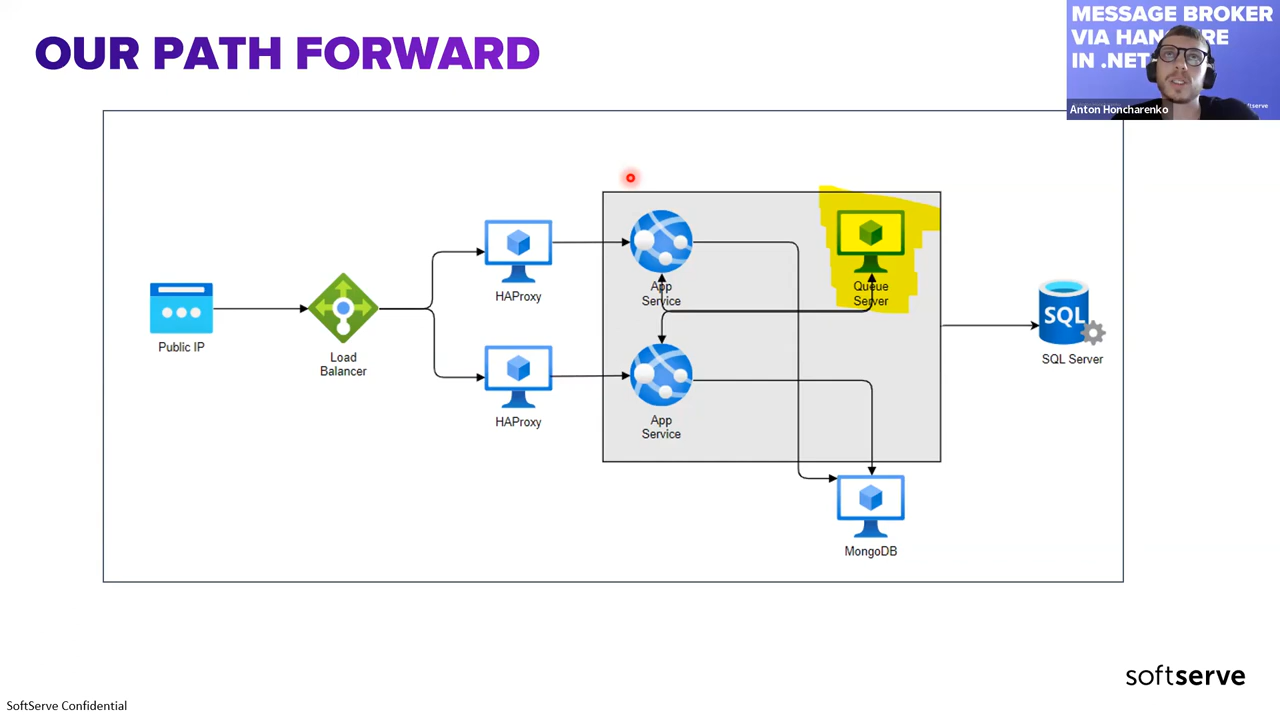 OUR PATH FORWARD
MESSAGE BROKER
VIA HAN RE
IN .NET
Anton Honcharenko
Public IP
Load
Balancer
HAProxy
HAProxy
App
Service
App
Service
Queue
Server
SQL
SQL Server
MongoDB
softserve
SoftServe Confidential